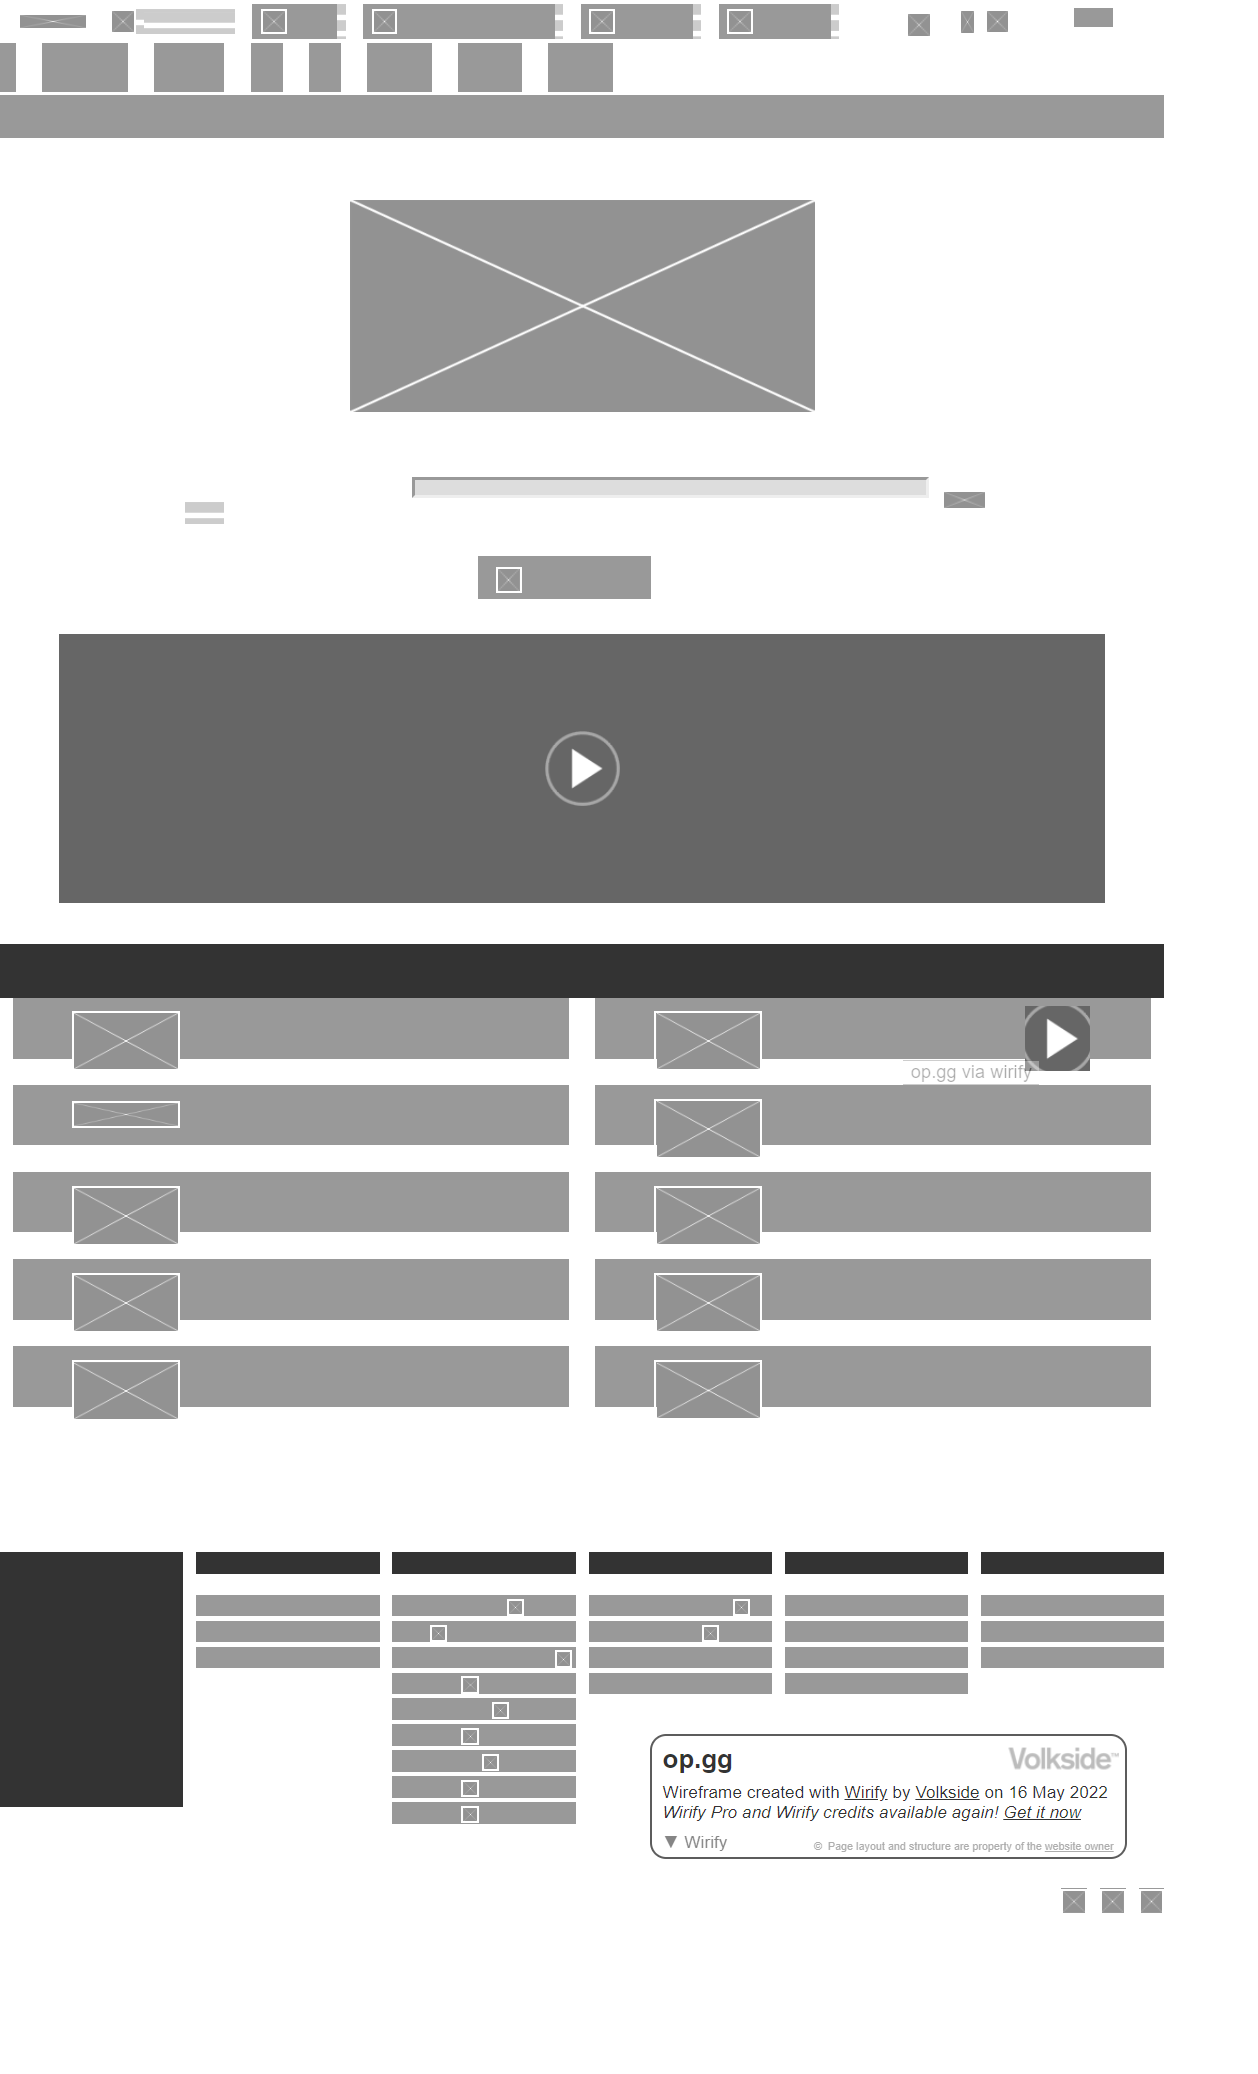 op.gg via wirify
op.gg
Volkside™
Wireframe created with Wirify by Volkside on 16 May 2022
Wirify Pro and Wirify credits available again! Get it now
▼ Wirify
© Page layout and structure are property of the website owner